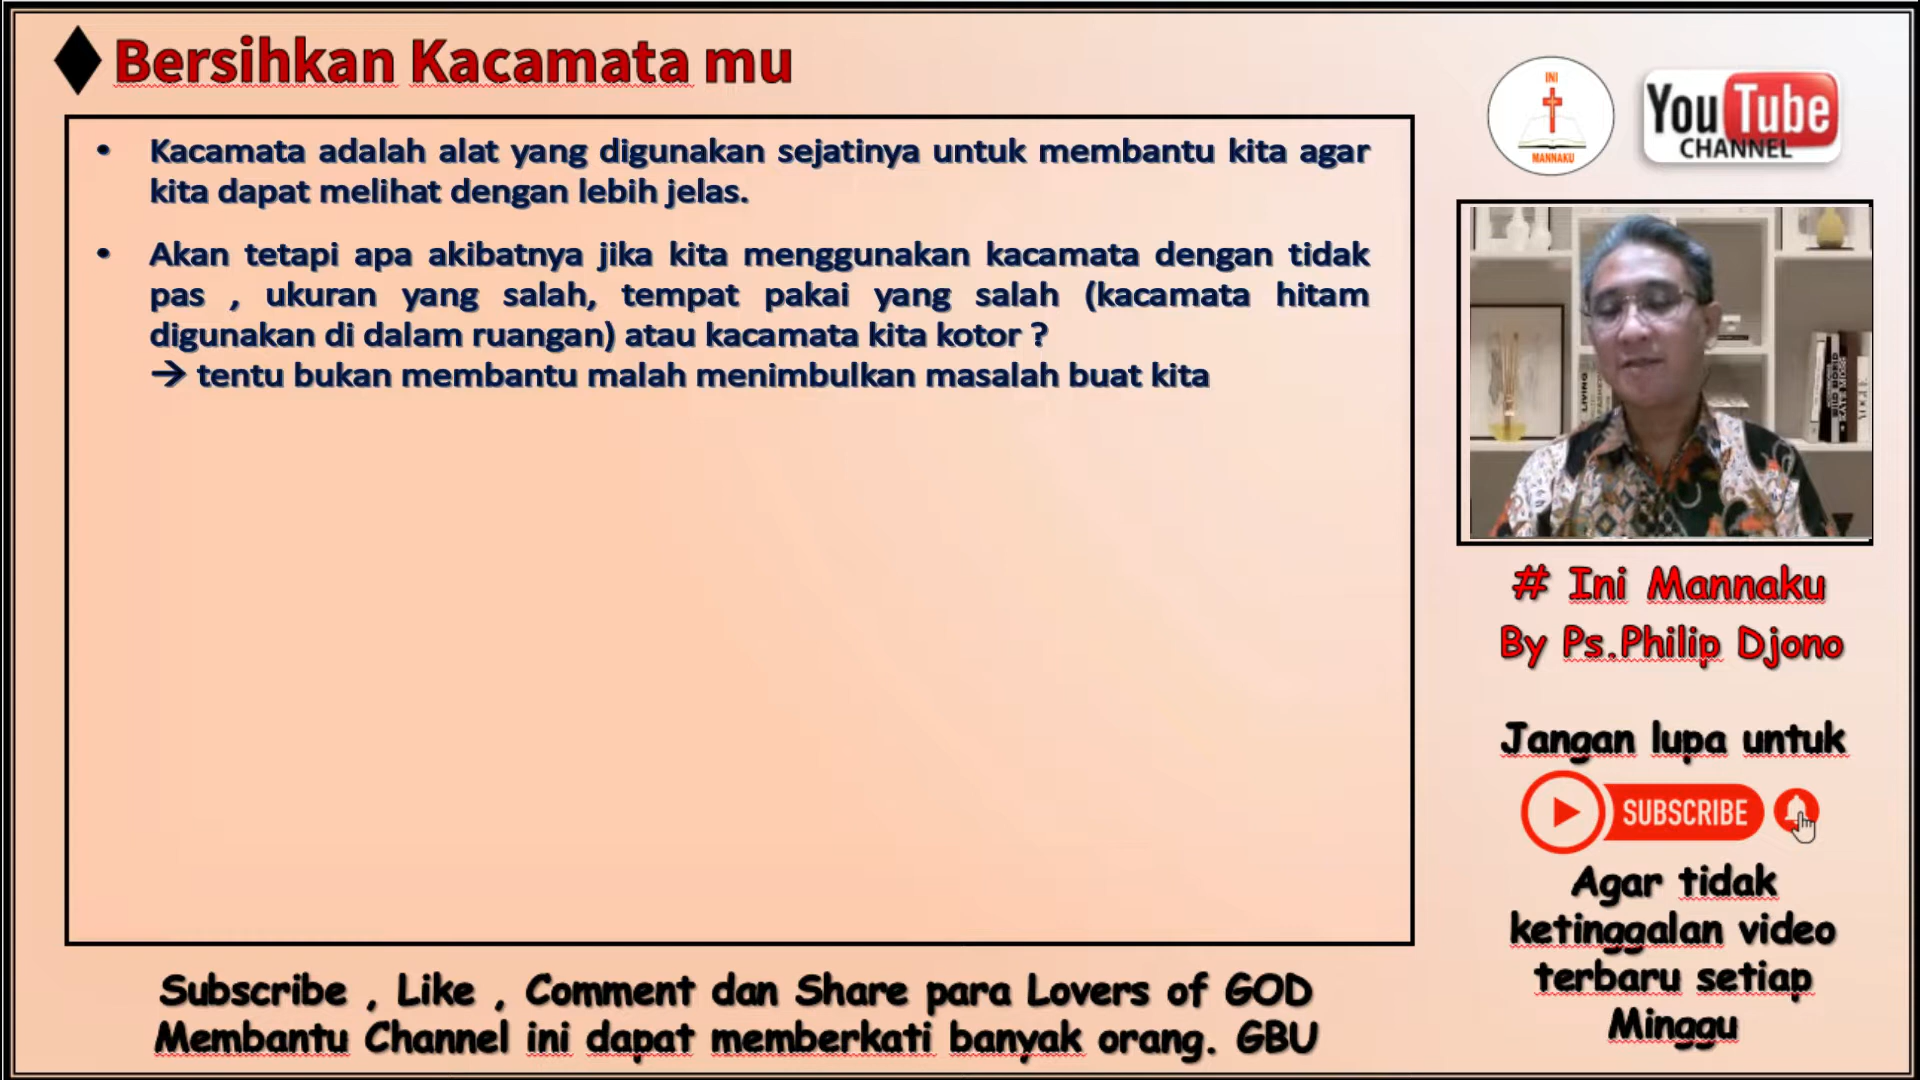 Bersihkan Kacamata mu
• Kacamata adalah alat yang digunakan sejatinya untuk membantu kita agar
kita dapat melihat dengan lebih jelas.
• Akan tetapi apa akibatnya jika kita menggunakan kacamata dengan tidak
pas , ukuran yang salah, tempat pakai yang salah (kacamata hitam
digunakan di dalam ruangan) atau kacamata kita kotor ?
→ tentu bukan membantu malah menimbulkan masalah buat kita
INI
MANNAKU
YouTube
CHANNEL
LIVING
# Ini Mannaku
By Ps.Philip Djono
Jangan lupa untuk
SUBSCRIBE
Agar tidak
ketinggalan video
terbaru setiap
Minggu
Subscribe , Like , Comment dan Share para Lovers of GOD
Membantu Channel ini dapat memberkati banyak orang. GBU